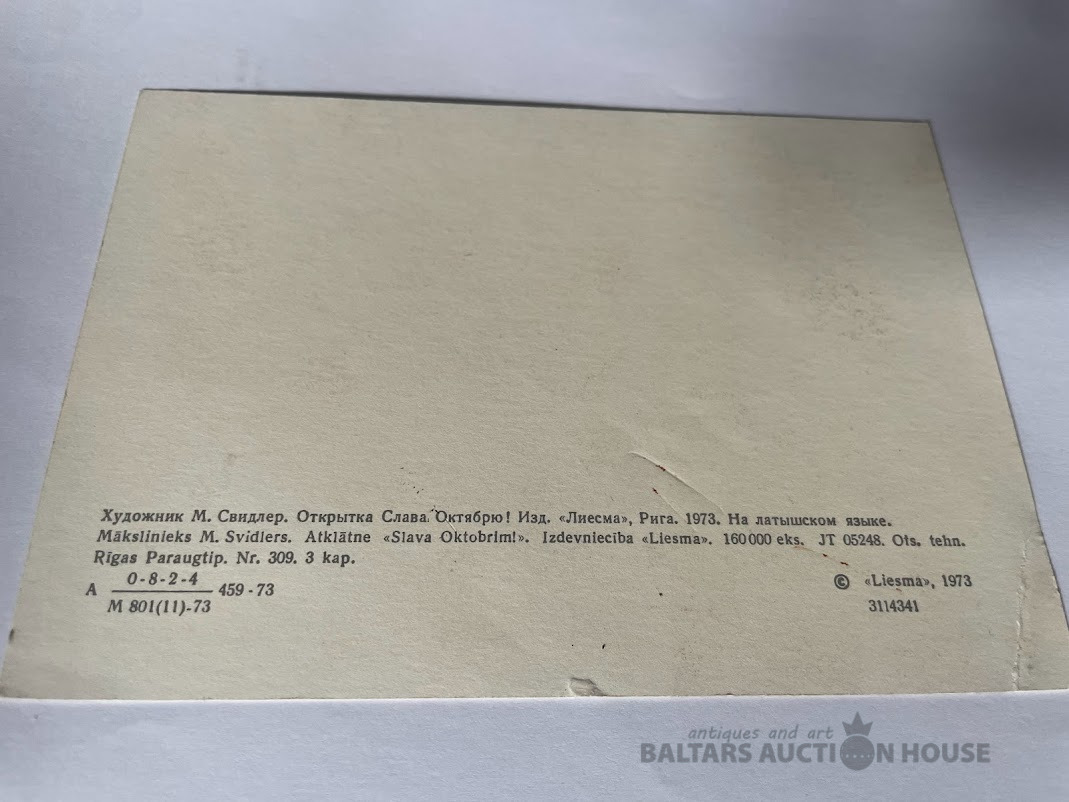 Художник М. Свидлер. Открытка Слава Октябрю! Изд. «Лиесма», Рига. 1973. На латышском языке.
Mākslinieks M. Svidlers. Atklātne «Slava Oktobrim!». Izdevniecība «Liesma». 160 000 eks. JT 05248. Ots. tehn.
Rīgas Paraugtip. Nr. 309. 3 kap.
А 0-8-2-4 459-73
М 801(11)-73
© «Liesma», 1973
3114341
antiques and art
BALTARS AUCTION HOUSE